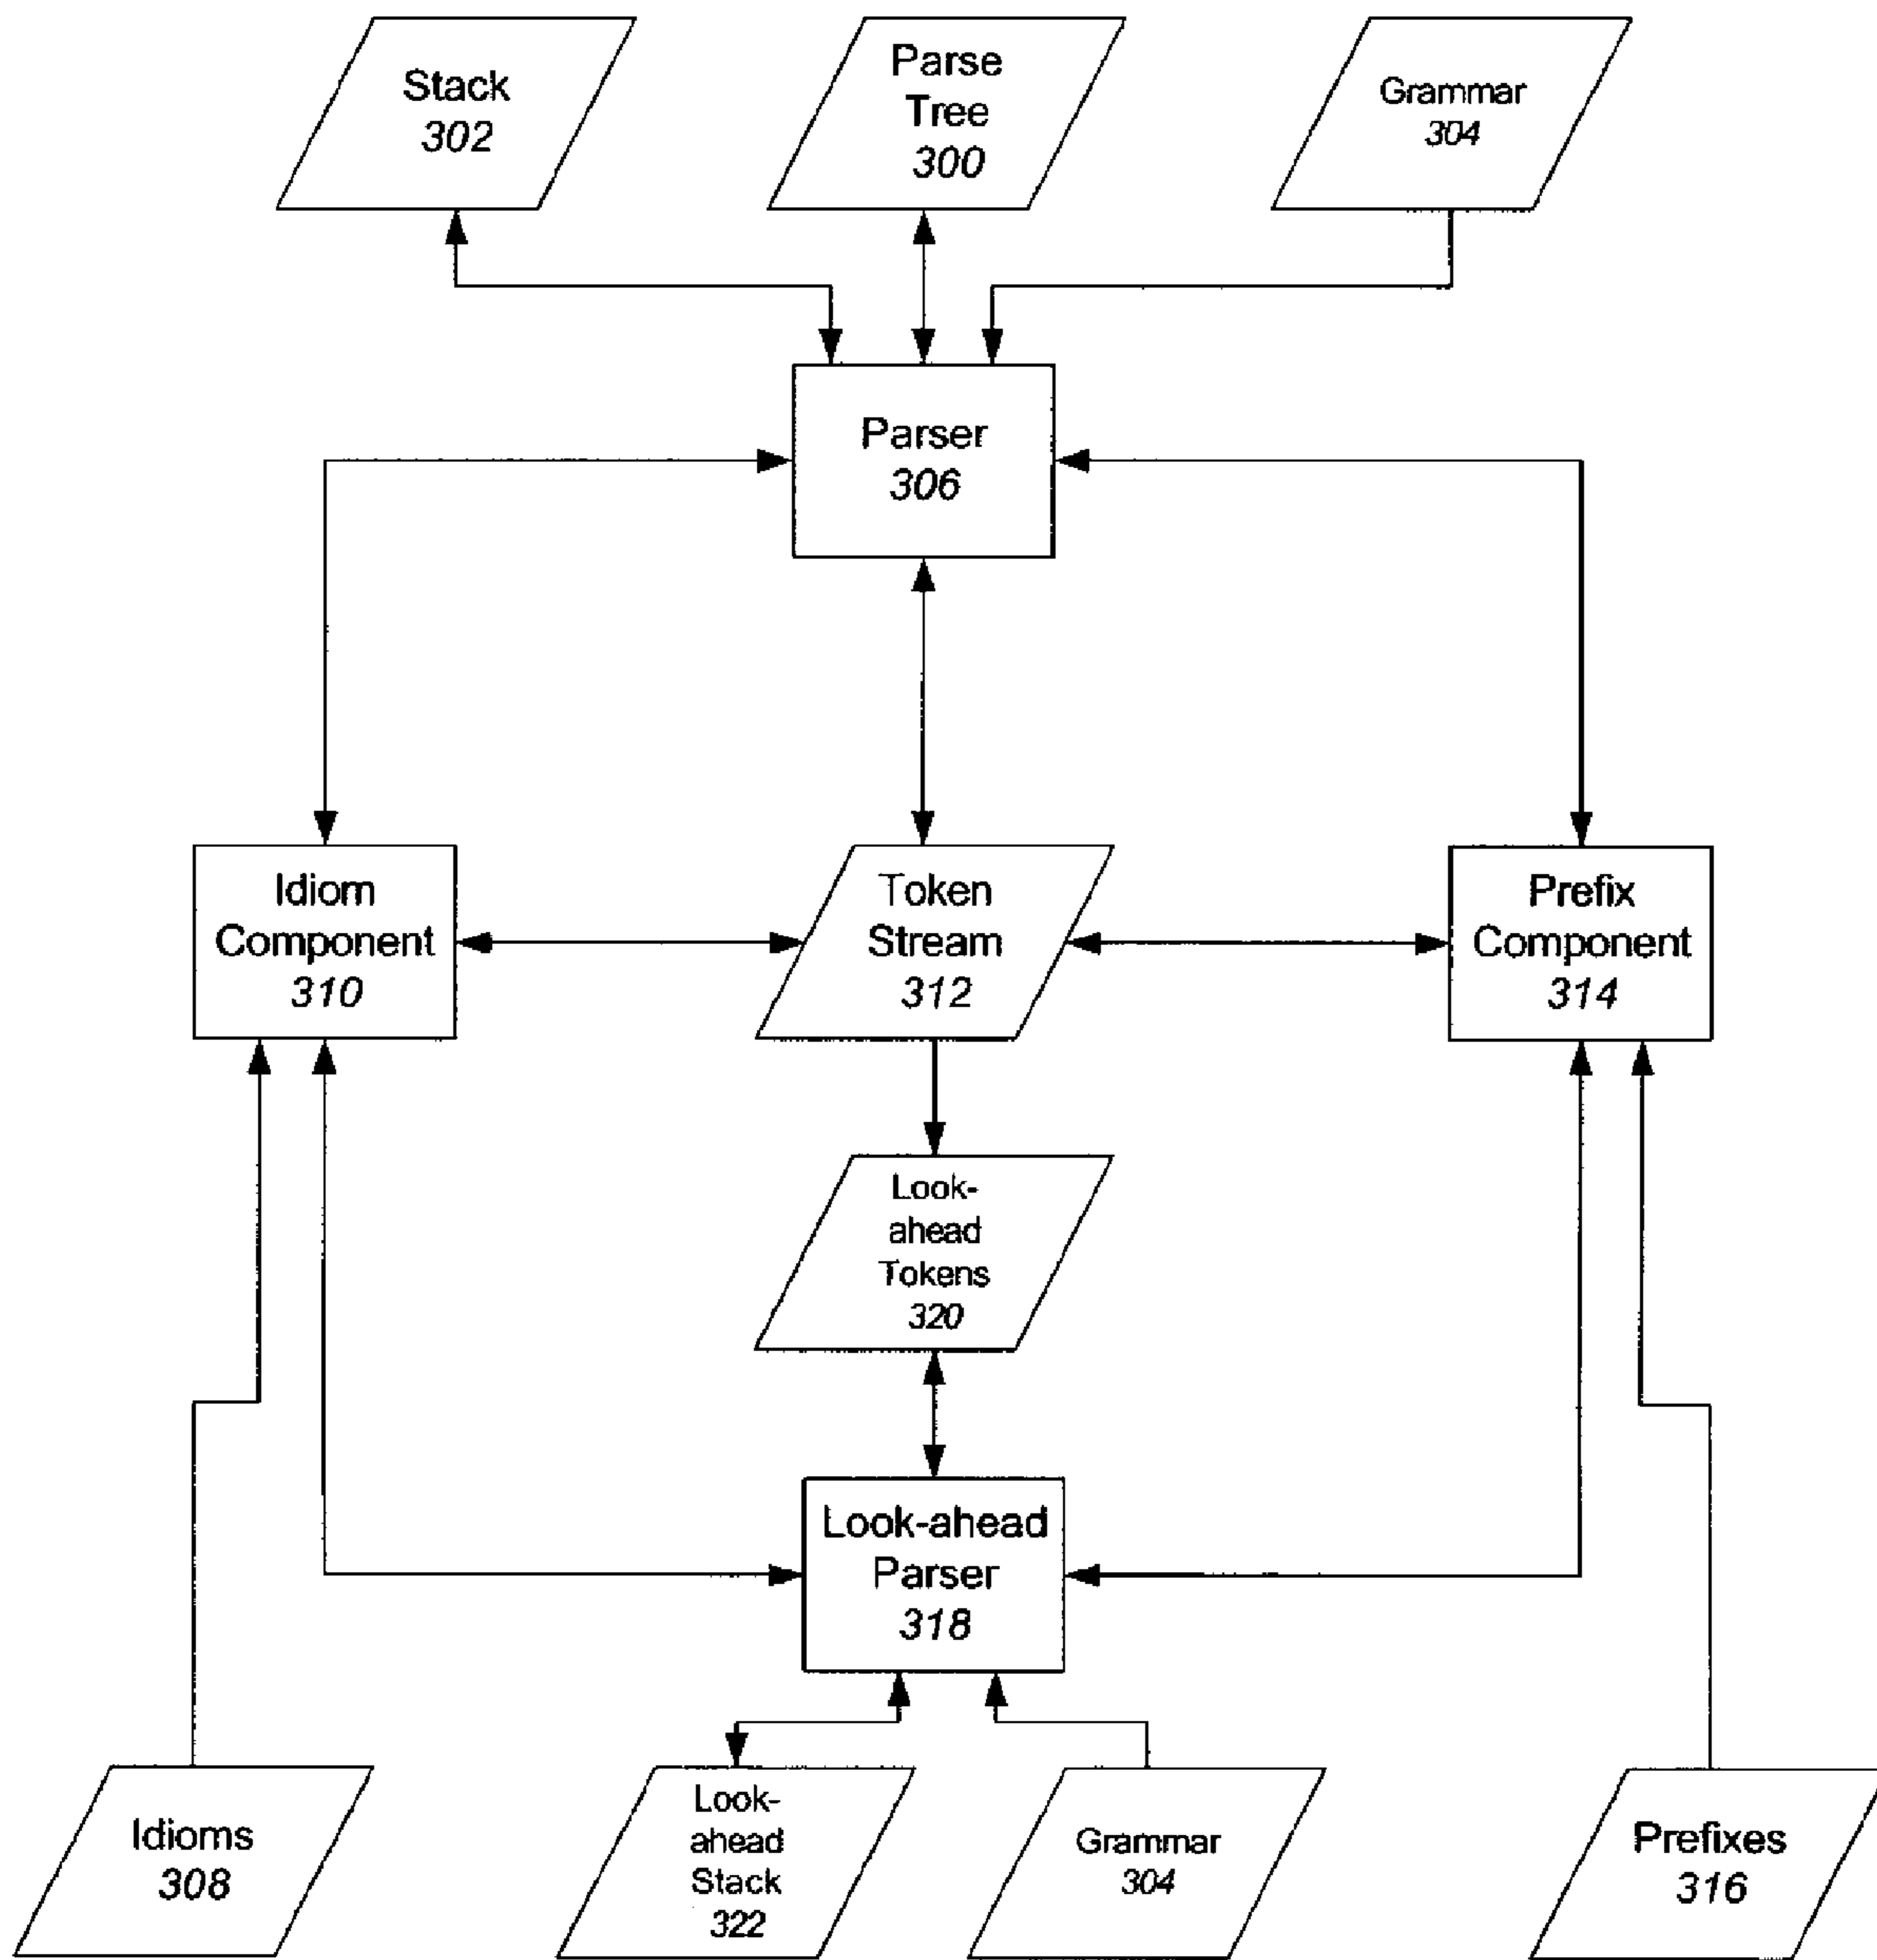 Stack
302
Parse
Tree
300
Grammar
304
Parser
306
Idiom
Component
310
Token
Stream
312
Prefix
Component
314
Look-
ahead
Tokens
320
Look-ahead
Parser
318
Idioms
308
Look-
ahead
Stack
322
Grammar
304
Prefixes
316